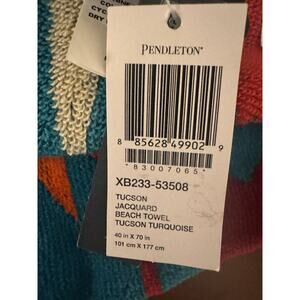 DRY
PENDLETON®
8 85628 49902 9
*83007065*
XB233-53508
TUCSON
JACQUARD
BEACH TOWEL
TUCSON TURQUOISE
40 in X 70 in
101 cm X 177 cm